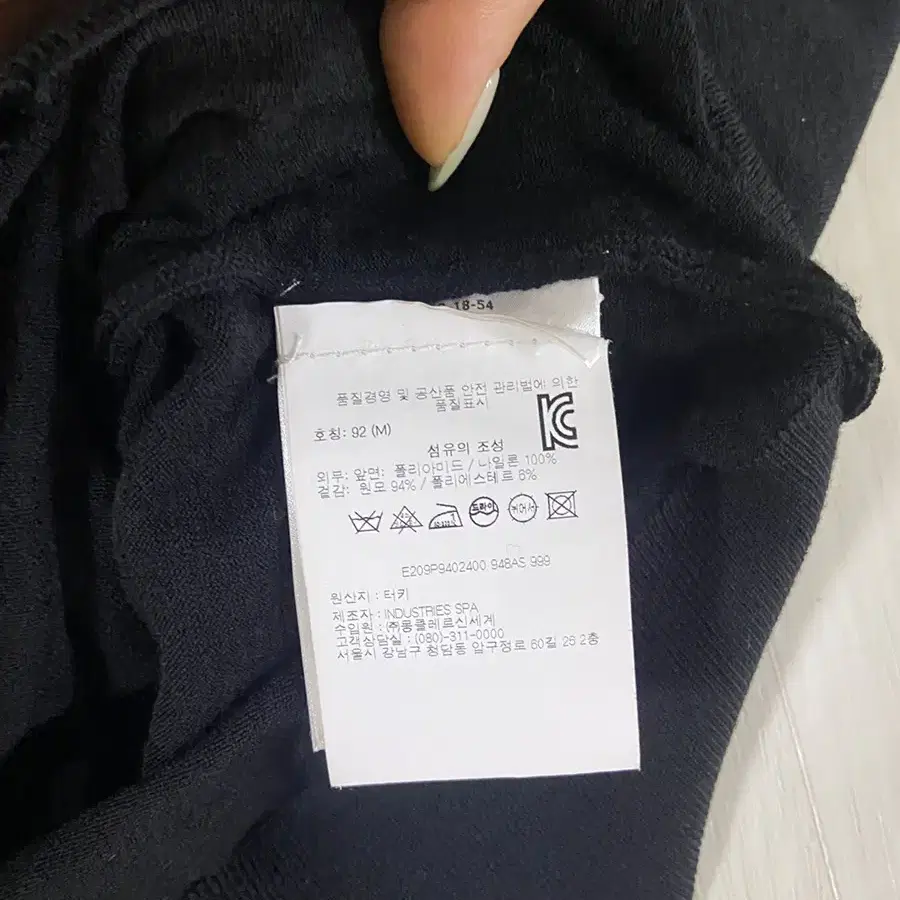 18-54
품질경영 및 공산품 안전 관리법에 의한
품질표시
호칭: 92 (M)
섬유의 조성
외부: 앞면: 폴리아미드 / 나일론 100%
겉감: 원모 94% / 폴리에스테르 6%
드라이
E209P9402400 948AS 999
원산지 : 터키
제조자 : INDUSTRIES SPA
수입원 : ㈜몽클레르신세계
고객상담실 : (080)-311-0000
서울시 강남구 청담동 압구정로 60길 26 2층